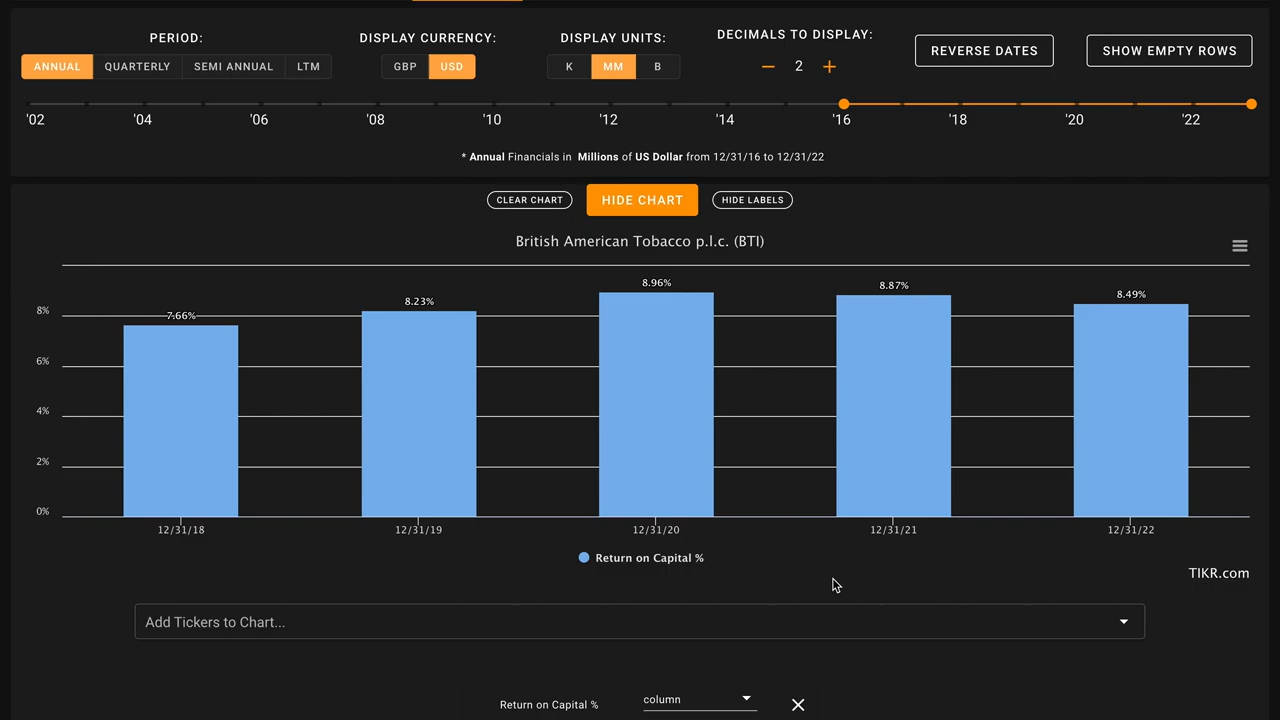 PERIOD: DISPLAY CURRENCY: DISPLAY UNITS: DECIMALS TO DISPLAY:
ANNUAL QUARTERLY SEMI ANNUAL LTM GBP USD K MM B − 2 + REVERSE DATES SHOW EMPTY ROWS
'02 '04 '06 '08 '10 '12 '14 '16 '18 '20 '22
* Annual Financials in Millions of US Dollar from 12/31/16 to 12/31/22
CLEAR CHART HIDE CHART HIDE LABELS
British American Tobacco p.l.c. (BTI)
7.66% 8.23% 8.96% 8.87% 8.49%
8%
6%
4%
2%
0%
12/31/18 12/31/19 12/31/20 12/31/21 12/31/22
Return on Capital %
TIKR.com
Add Tickers to Chart...
Return on Capital % column